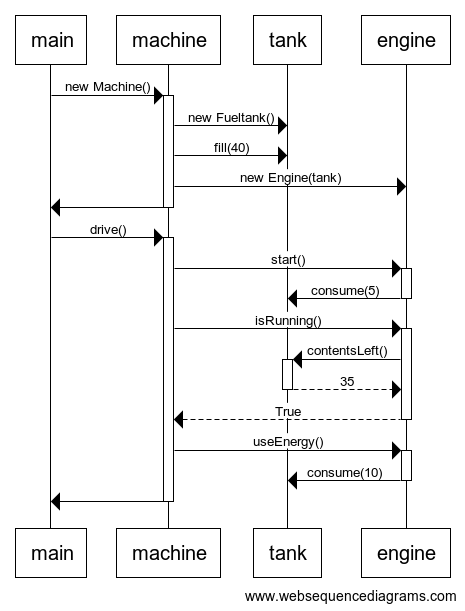 main machine tank engine
new Machine()
new Fueltank()
fill(40)
new Engine(tank)
drive()
start()
consume(5)
isRunning()
contentsLeft()
35
True
useEnergy()
consume(10)
main machine tank engine
www.websequencediagrams.com